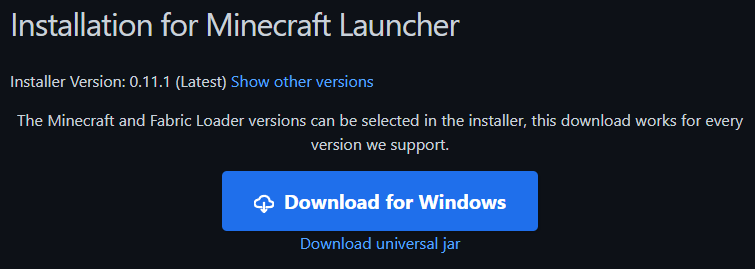 Installation for Minecraft Launcher
Installer Version: 0.11.1 (Latest) Show other versions
The Minecraft and Fabric Loader versions can be selected in the installer, this download works for every
version we support.
Download for Windows
Download universal jar